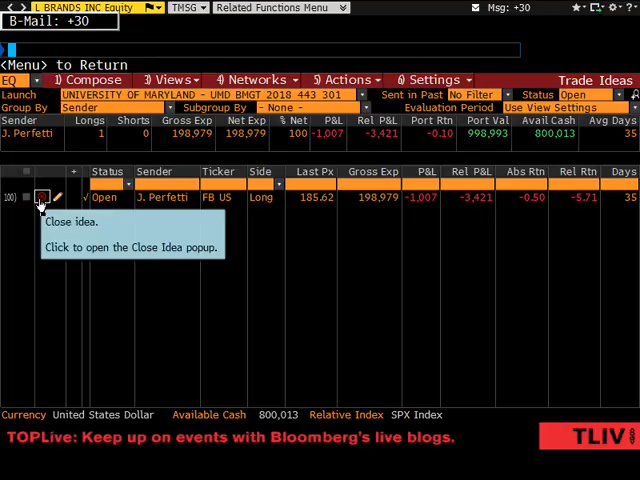 L BRANDS INC Equity TMSG Related Functions Menu Msg: +30
B-Mail: +30
<Menu> to Return
EQ 1) Compose 3) Views 4) Networks 5) Actions 6) Settings Trade Ideas
Launch UNIVERSITY OF MARYLAND - UMD BMGT 2018 443 301 Sent in Past No Filter Status Open
Group By Sender Subgroup By - None - Evaluation Period Use View Settings
Sender Longs Shorts Gross Exp Net Exp % Net P&L Rel P&L Port Rtn Port Val Avail Cash Avg Days
J. Perfetti 1 0 198,979 198,979 100 -1,007 -3,421 -0.10 998,993 800,013 35
+ Status Sender Ticker Side Last Px Gross Exp P&L Rel P&L Abs Rtn Rel Rtn Days
100) √ Open J. Perfetti FB US Long 185.62 198,979 -1,007 -3,421 -0.50 -5.71 35
Close idea.
Click to open the Close Idea popup.
Currency United States Dollar Available Cash 800,013 Relative Index SPX Index
TOPLive: Keep up on events with Bloomberg's live blogs. TLIV